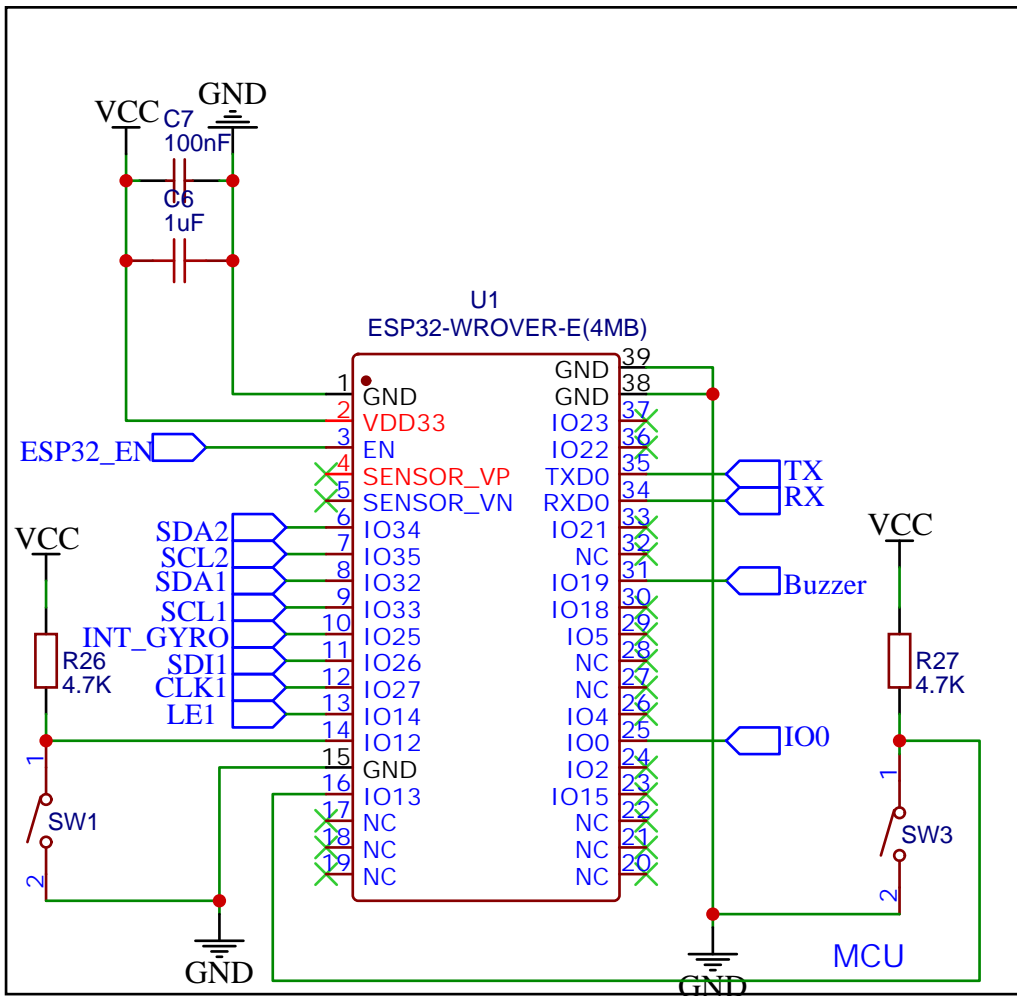 GND
VCC
C7
100nF
C6
1uF
U1
ESP32-WROVER-E(4MB)
1
GND
2
VDD33
3
EN
ESP32_EN
4
SENSOR_VP
5
SENSOR_VN
6
IO34
SDA2
7
IO35
SCL2
8
IO32
SDA1
9
IO33
SCL1
10
IO25
INT_GYRO
11
IO26
SDI1
12
IO27
CLK1
13
IO14
LE1
14
IO12
15
GND
16
IO13
17
NC
18
NC
19
NC
39
GND
38
GND
37
IO23
36
IO22
35
TXD0
TX
34
RXD0
RX
33
IO21
32
NC
31
IO19
Buzzer
30
IO18
29
IO5
28
NC
27
NC
26
IO4
25
IO0
IO0
24
IO2
23
IO15
22
NC
21
NC
20
NC
VCC
R26
4.7K
1
SW1
2
GND
VCC
R27
4.7K
1
SW3
2
GND
MCU